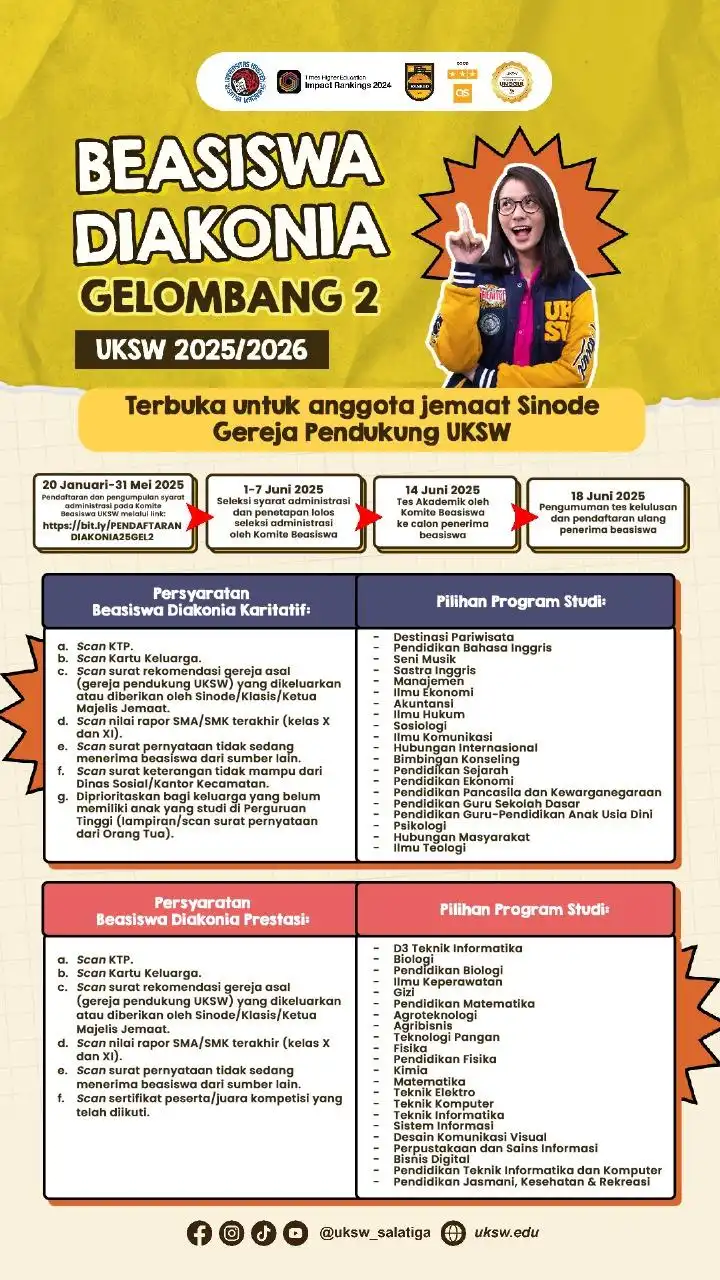 Times Higher Education
Impact Rankings 2024
QS
BEASISWA
DIAKONIA
GELOMBANG 2
UKSW 2025/2026
UK
SW
Terbuka untuk anggota jemaat Sinode
Gereja Pendukung UKSW
20 Januari-31 Mei 2025
Pendaftaran dan pengumpulan syarat
administrasi pada Komite
Beasiswa UKSW melalui link:
https://bit.ly/PENDAFTARAN
DIAKONIA25GEL2
1-7 Juni 2025
Seleksi syarat administrasi
dan penetapan lolos
seleksi administrasi
oleh Komite Beasiswa
14 Juni 2025
Tes Akademik oleh
Komite Beasiswa
ke calon penerima
beasiswa
18 Juni 2025
Pengumuman tes kelulusan
dan pendaftaran ulang
penerima beasiswa
Persyaratan
Beasiswa Diakonia Karitatif:
a. Scan KTP.
b. Scan Kartu Keluarga.
c. Scan surat rekomendasi gereja asal
(gereja pendukung UKSW) yang dikeluarkan
atau diberikan oleh Sinode/Klasis/Ketua
Majelis Jemaat.
d. Scan nilai rapor SMA/SMK terakhir (kelas X
dan XI).
e. Scan surat pernyataan tidak sedang
menerima beasiswa dari sumber lain.
f. Scan surat keterangan tidak mampu dari
Dinas Sosial/Kantor Kecamatan.
g. Diprioritaskan bagi keluarga yang belum
memiliki anak yang studi di Perguruan
Tinggi (lampiran/scan surat pernyataan
dari Orang Tua).
Pilihan Program Studi:
- Destinasi Pariwisata
- Pendidikan Bahasa Inggris
- Seni Musik
- Sastra Inggris
- Manajemen
- Ilmu Ekonomi
- Akuntansi
- Ilmu Hukum
- Sosiologi
- Ilmu Komunikasi
- Hubungan Internasional
- Bimbingan Konseling
- Pendidikan Sejarah
- Pendidikan Ekonomi
- Pendidikan Pancasila dan Kewarganegaraan
- Pendidikan Guru Sekolah Dasar
- Pendidikan Guru-Pendidikan Anak Usia Dini
- Psikologi
- Hubungan Masyarakat
- Ilmu Teologi
Persyaratan
Beasiswa Diakonia Prestasi:
a. Scan KTP.
b. Scan Kartu Keluarga.
c. Scan surat rekomendasi gereja asal
(gereja pendukung UKSW) yang dikeluarkan
atau diberikan oleh Sinode/Klasis/Ketua
Majelis Jemaat.
d. Scan nilai rapor SMA/SMK terakhir (kelas X
dan XI).
e. Scan surat pernyataan tidak sedang
menerima beasiswa dari sumber lain.
f. Scan sertifikat peserta/juara kompetisi yang
telah diikuti.
Pilihan Program Studi:
- D3 Teknik Informatika
- Biologi
- Pendidikan Biologi
- Ilmu Keperawatan
- Gizi
- Pendidikan Matematika
- Agroteknologi
- Agribisnis
- Teknologi Pangan
- Fisika
- Pendidikan Fisika
- Kimia
- Matematika
- Teknik Elektro
- Teknik Komputer
- Teknik Informatika
- Sistem Informasi
- Desain Komunikasi Visual
- Perpustakaan dan Sains Informasi
- Bisnis Digital
- Pendidikan Teknik Informatika dan Komputer
- Pendidikan Jasmani, Kesehatan & Rekreasi
@uksw_salatiga
uksw.edu